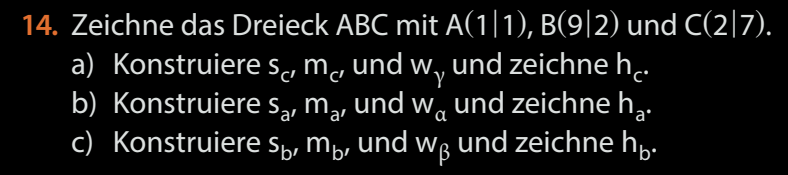 14. Zeichne das Dreieck ABC mit A(1|1), B(9|2) und C(2|7).
a) Konstruiere s_c, m_c, und w_γ und zeichne h_c.
b) Konstruiere s_a, m_a, und w_α und zeichne h_a.
c) Konstruiere s_b, m_b, und w_β und zeichne h_b.